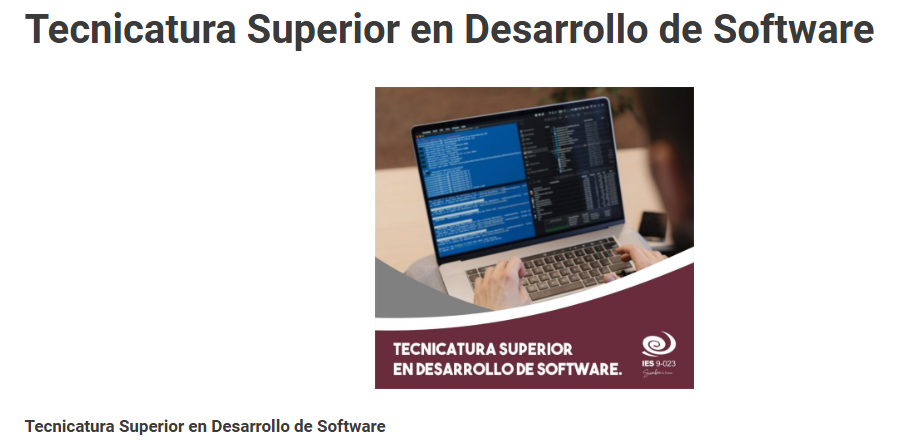 Tecnicatura Superior en Desarrollo de Software
TECNICATURA SUPERIOR
EN DESARROLLO DE SOFTWARE.
IES 9-023
Tecnicatura Superior en Desarrollo de Software